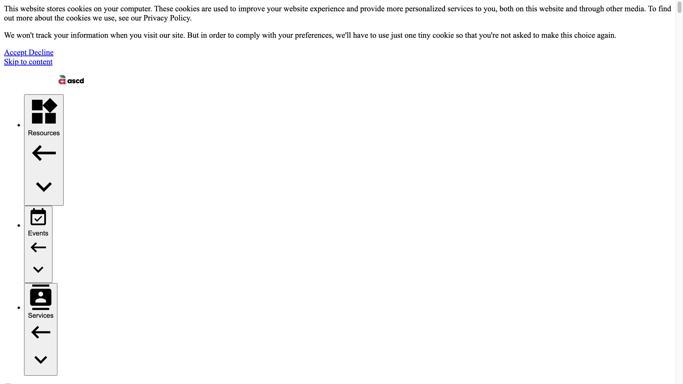 This website stores cookies on your computer. These cookies are used to improve your website experience and provide more personalized services to you, both on this website and through other media. To find
out more about the cookies we use, see our Privacy Policy.
We won't track your information when you visit our site. But in order to comply with your preferences, we'll have to use just one tiny cookie so that you're not asked to make this choice again.
Accept Decline
Skip to content
ascd
Resources
Events
Services